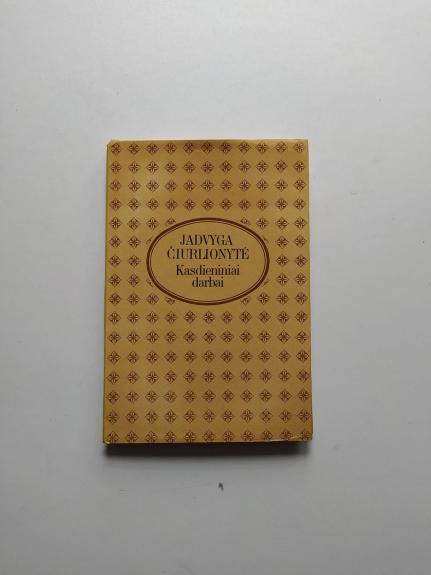 JADVYGA
ČIURLIONYTĖ
Kasdieniniai
darbai